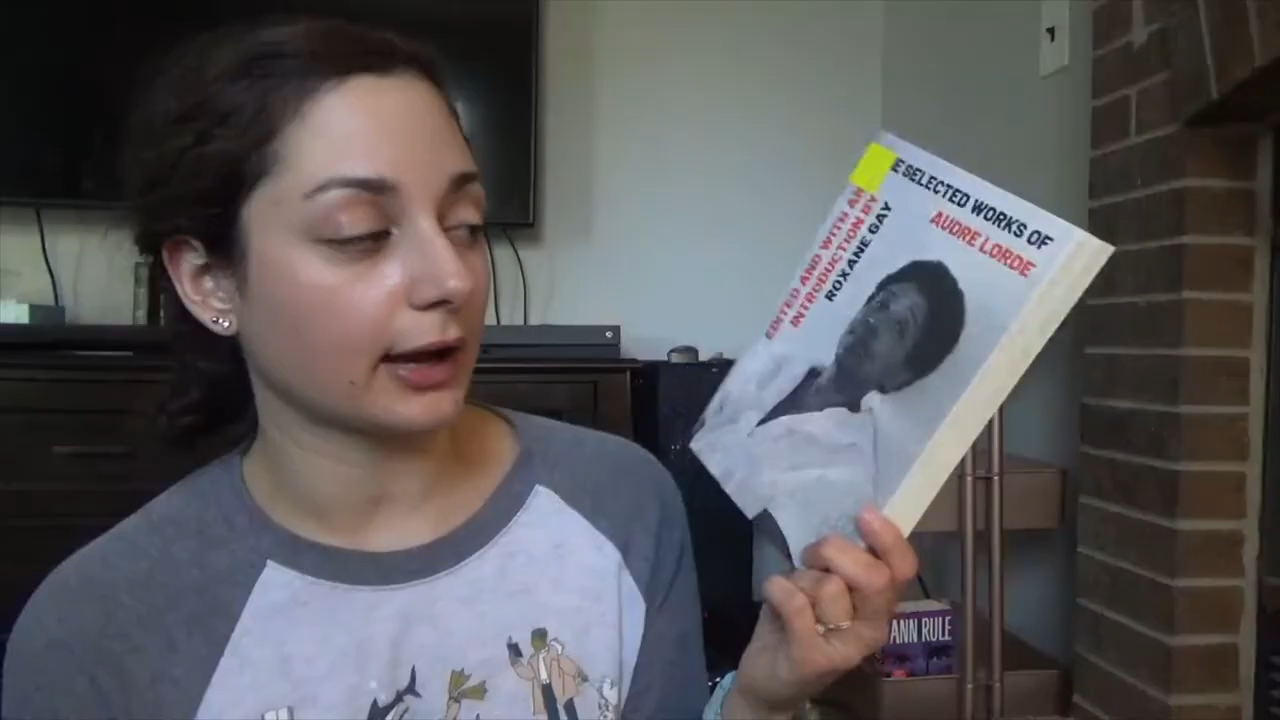 E SELECTED WORKS OF
AUDRE LORDE
EDITED AND WITH AN
INTRODUCTION BY
ROXANE GAY
ANN RULE